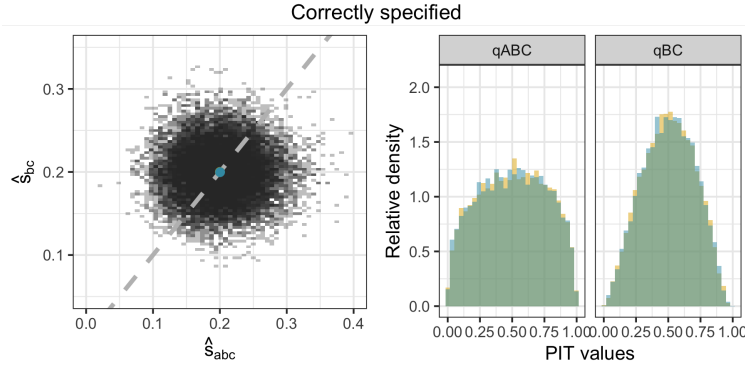 Correctly specified
qABC
qBC
0.3
0.2
0.1
ŝbc
0.0 0.1 0.2 0.3 0.4
ŝabc
2.0
1.5
1.0
0.5
0.0
Relative density
0.00 0.25 0.50 0.75 1.00
0.00 0.25 0.50 0.75 1.00
PIT values